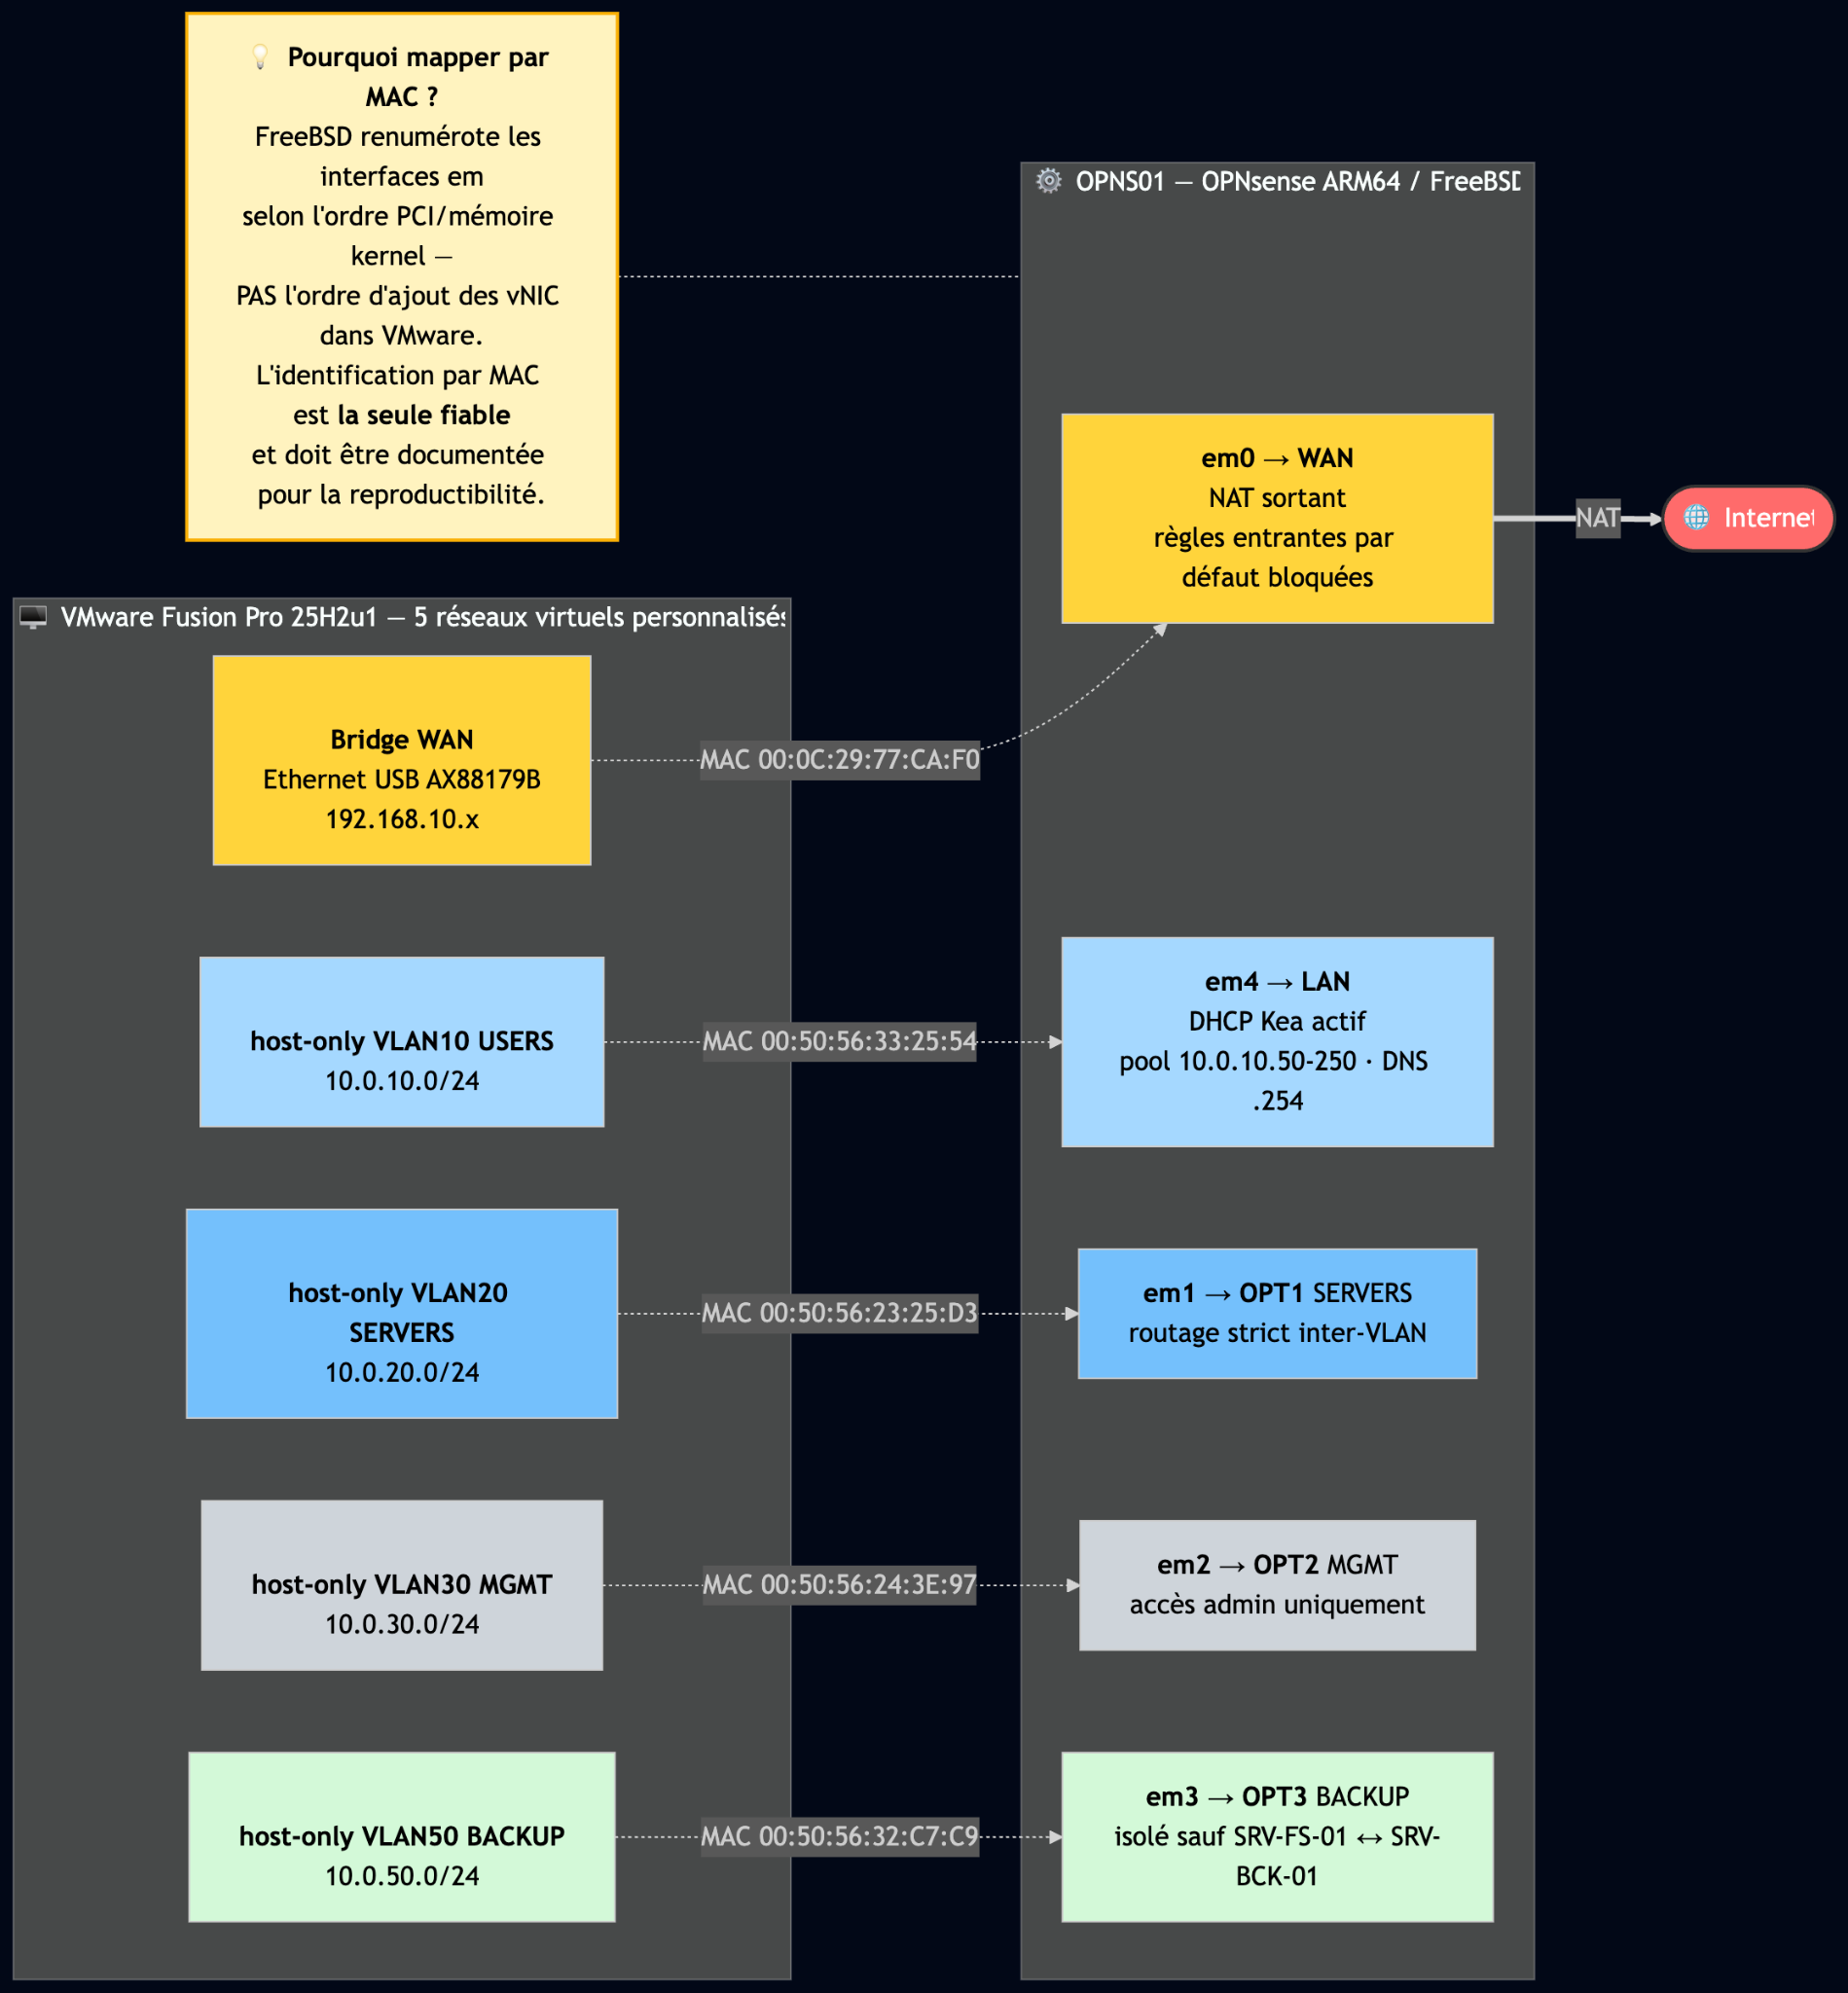 💡 Pourquoi mapper par
MAC ?
FreeBSD renumérote les
interfaces em
selon l'ordre PCI/mémoire
kernel —
PAS l'ordre d'ajout des vNIC
dans VMware.
L'identification par MAC
est la seule fiable
et doit être documentée
pour la reproductibilité.
⚙️ OPNS01 — OPNsense ARM64 / FreeBSD
em0 → WAN
NAT sortant
règles entrantes par
défaut bloquées
NAT
🌐 Internet
🖥️ VMware Fusion Pro 25H2u1 — 5 réseaux virtuels personnalisés
Bridge WAN
Ethernet USB AX88179B
192.168.10.x
MAC 00:0C:29:77:CA:F0
host-only VLAN10 USERS
10.0.10.0/24
MAC 00:50:56:33:25:54
em4 → LAN
DHCP Kea actif
pool 10.0.10.50-250 · DNS
.254
host-only VLAN20
SERVERS
10.0.20.0/24
MAC 00:50:56:23:25:D3
em1 → OPT1 SERVERS
routage strict inter-VLAN
host-only VLAN30 MGMT
10.0.30.0/24
MAC 00:50:56:24:3E:97
em2 → OPT2 MGMT
accès admin uniquement
host-only VLAN50 BACKUP
10.0.50.0/24
MAC 00:50:56:32:C7:C9
em3 → OPT3 BACKUP
isolé sauf SRV-FS-01 ↔ SRV-
BCK-01